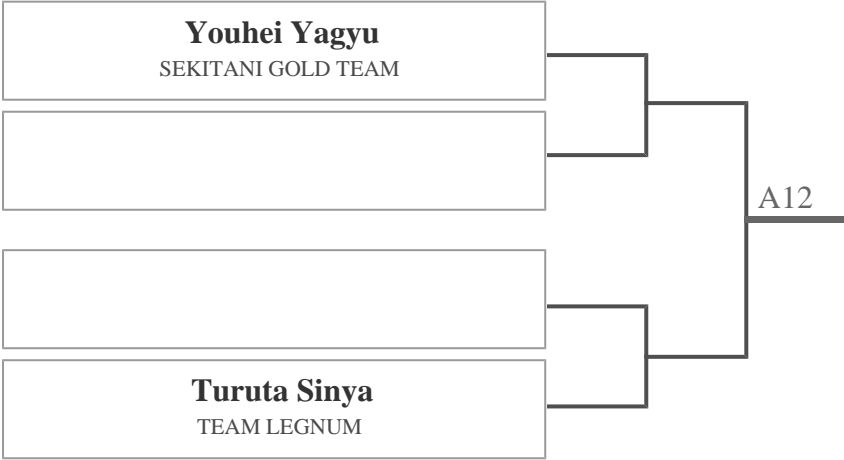 Youhei Yagyu
SEKITANI GOLD TEAM
A12
Turuta Sinya
TEAM LEGNUM